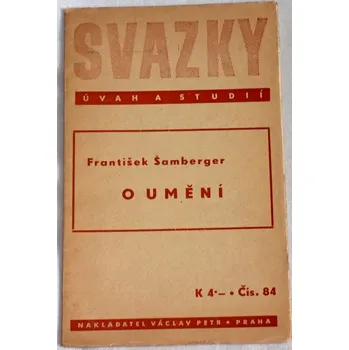 SVAZKY
ÚVAH A STUDIÍ
František Šamberger
O UMĚNÍ
K 4·– • Čís. 84
NAKLADATEL VÁCLAV PETR • PRAHA